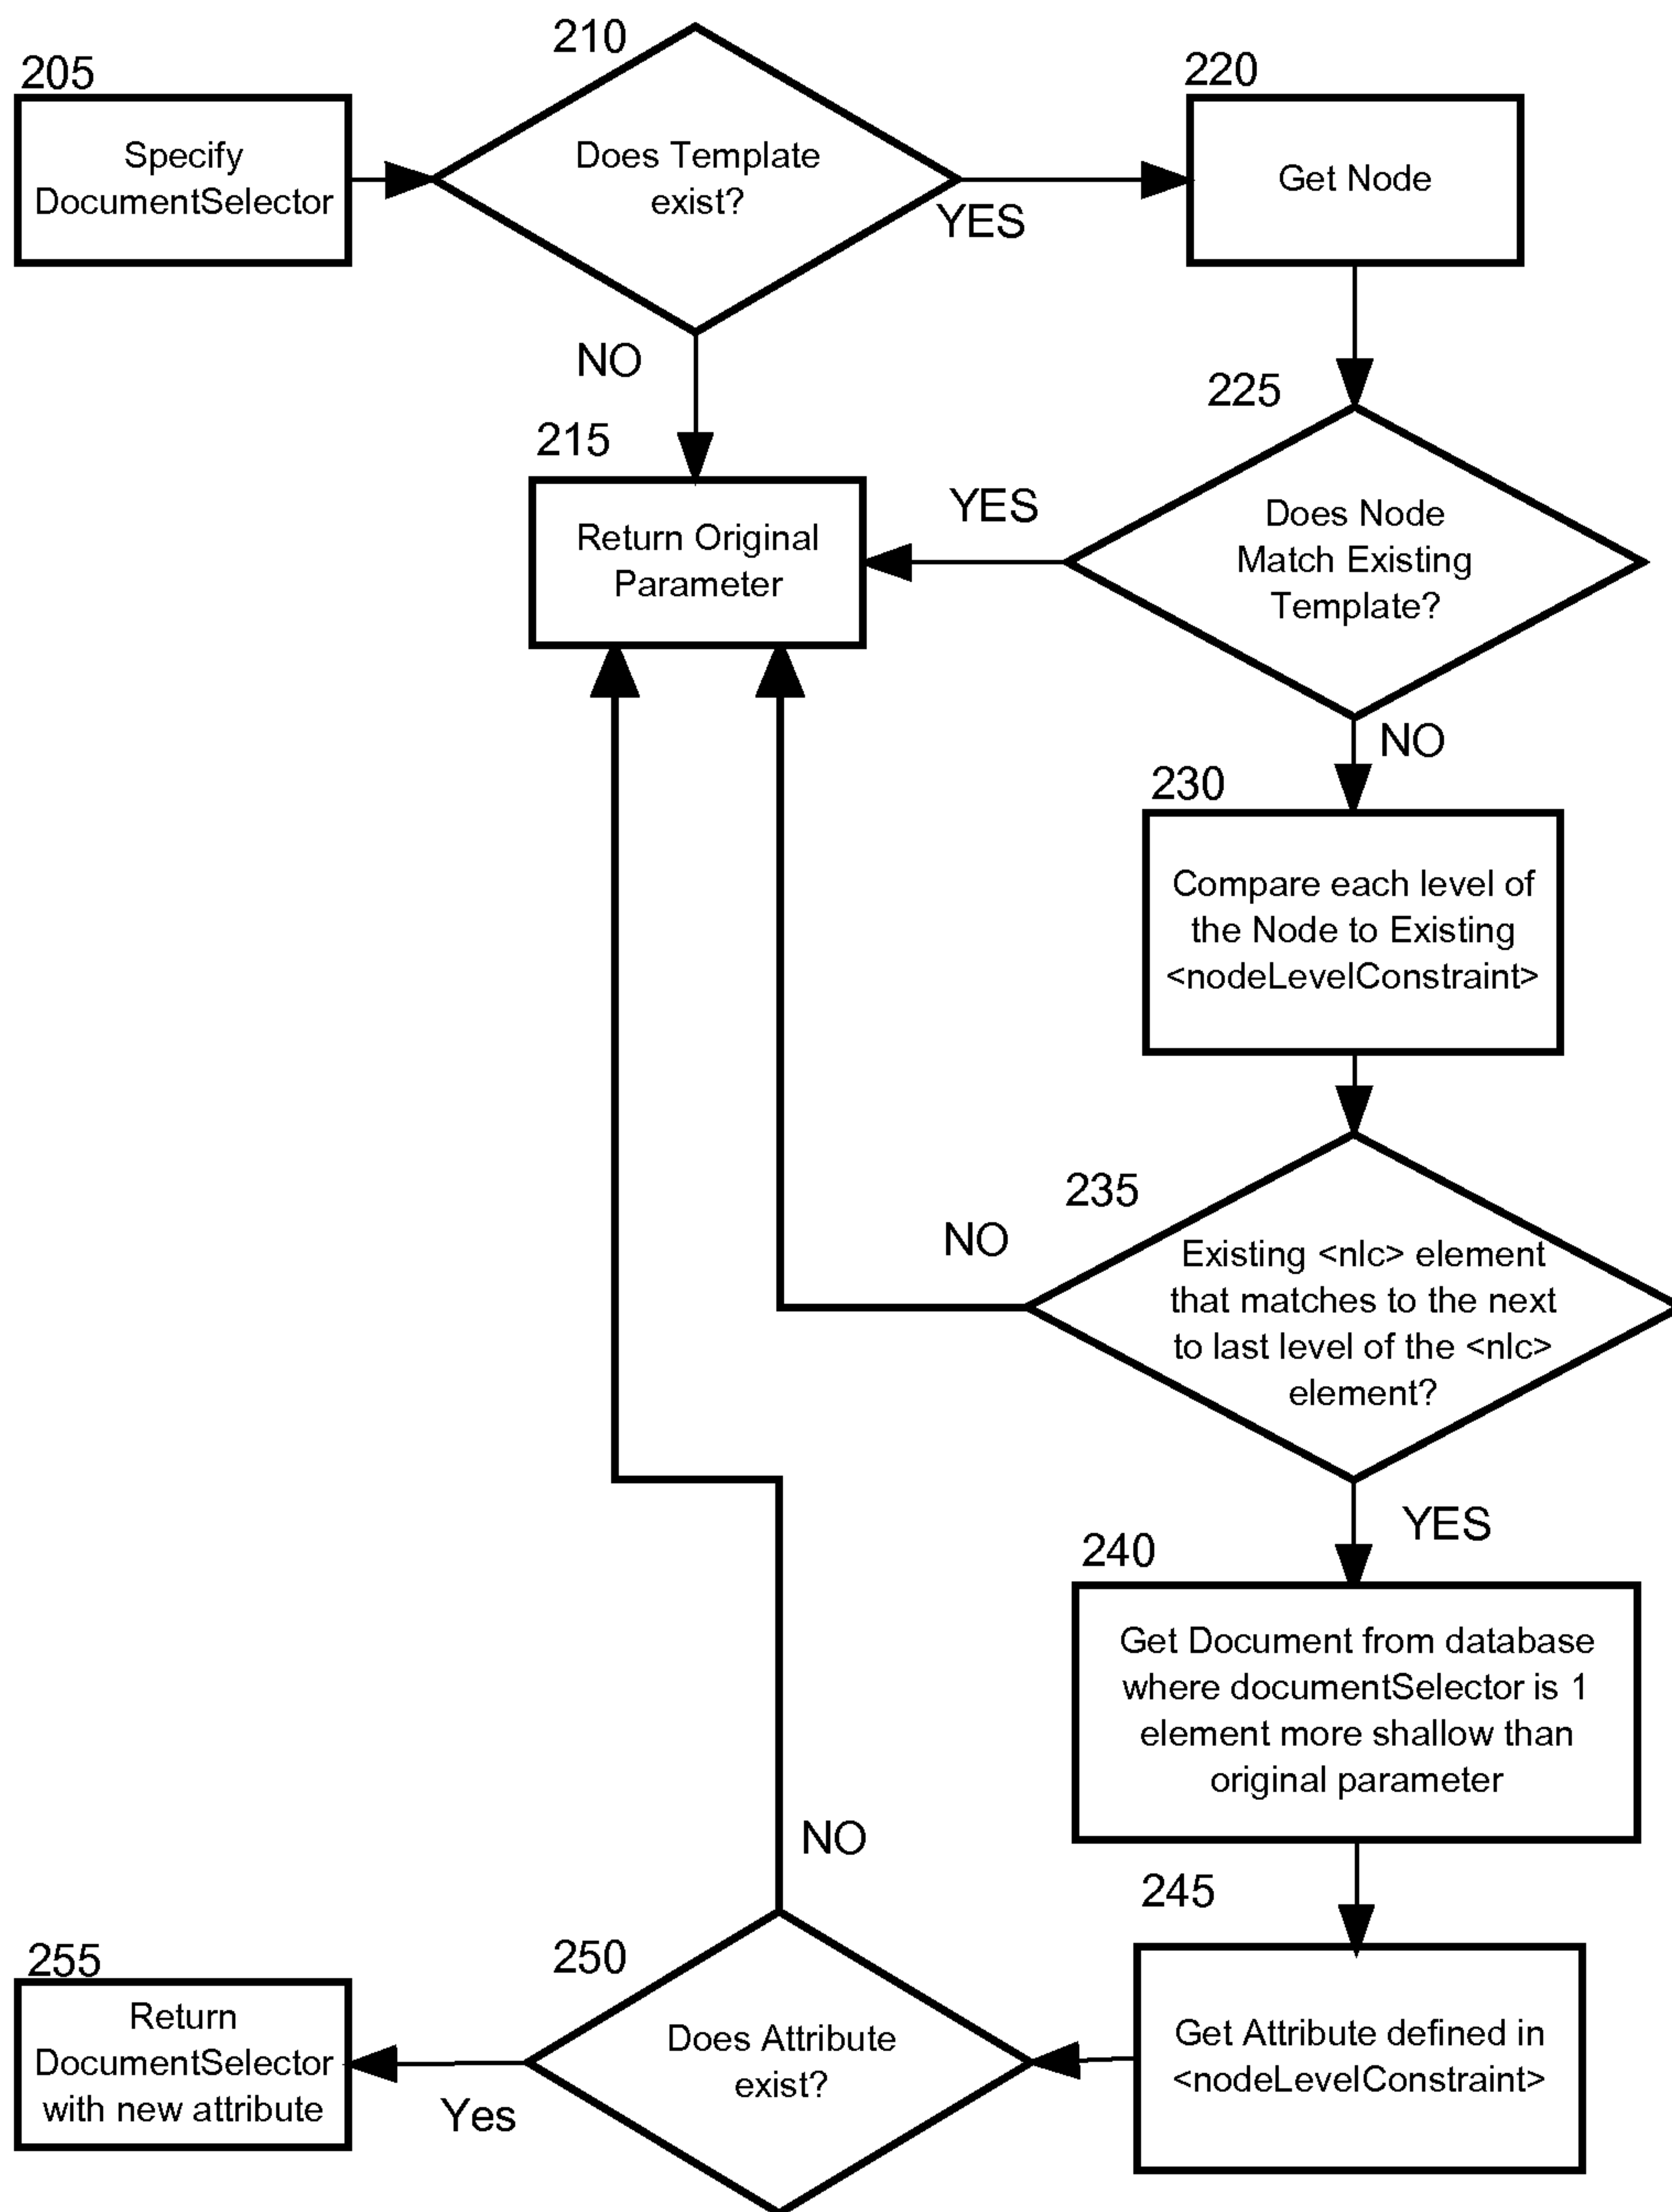 205
Specify
DocumentSelector
210
Does Template
exist?
YES
NO
220
Get Node
215
Return Original
Parameter
225
Does Node
Match Existing
Template?
YES
NO
230
Compare each level of
the Node to Existing
<nodeLevelConstraint>
235
Existing <nlc> element
that matches to the next
to last level of the <nlc>
element?
NO
YES
240
Get Document from database
where documentSelector is 1
element more shallow than
original parameter
245
Get Attribute defined in
<nodeLevelConstraint>
250
Does Attribute
exist?
NO
Yes
255
Return
DocumentSelector
with new attribute